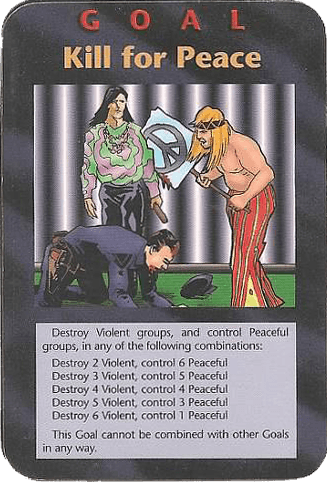 GOAL
Kill for Peace
Destroy Violent groups, and control Peaceful
groups, in any of the following combinations:
Destroy 2 Violent, control 6 Peaceful
Destroy 3 Violent, control 5 Peaceful
Destroy 4 Violent, control 4 Peaceful
Destroy 5 Violent, control 3 Peaceful
Destroy 6 Violent, control 1 Peaceful
This Goal cannot be combined with other Goals
in any way.